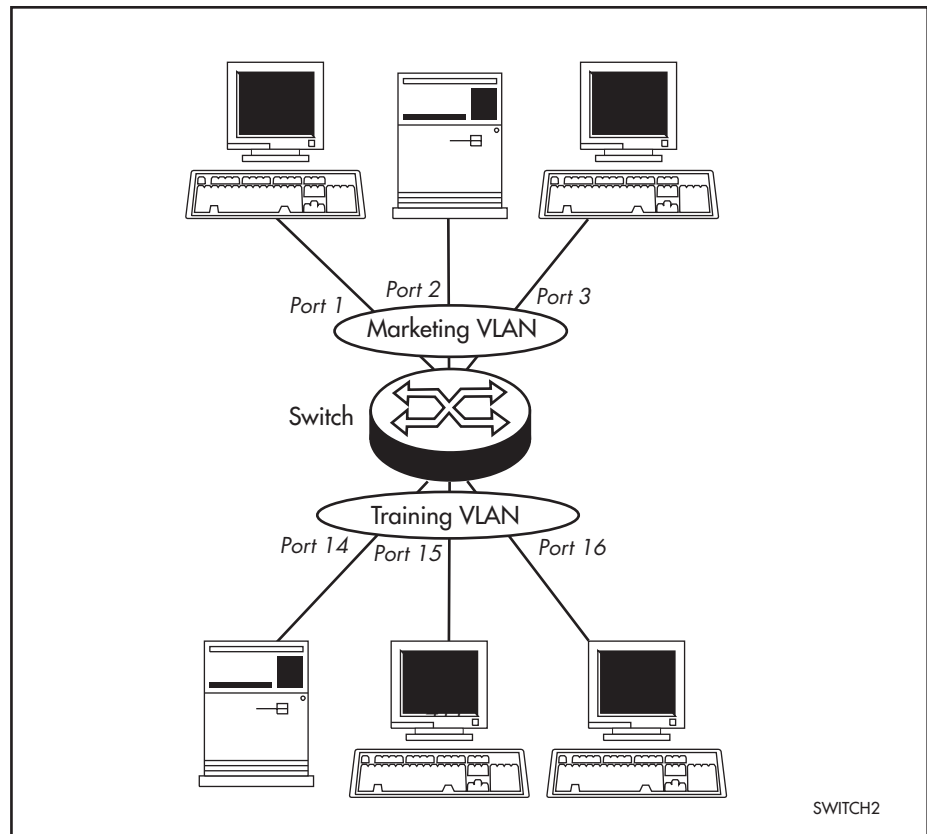 Port 1
Port 2
Port 3
Marketing VLAN
Switch
Training VLAN
Port 14
Port 15
Port 16
SWITCH2